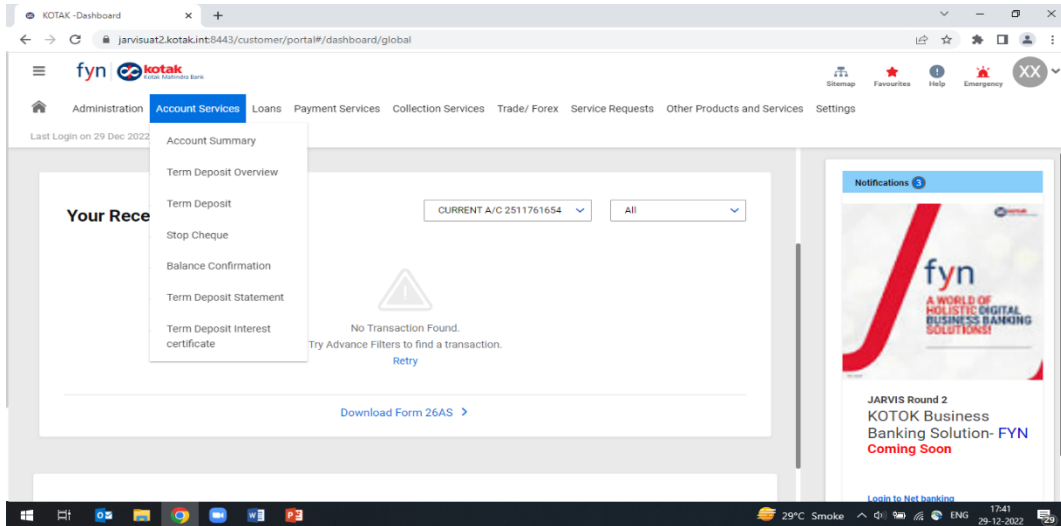 KOTAK -Dashboard
jarvisuat2.kotak.int:8443/customer/portal#/dashboard/global
fyn kotak
Kotak Mahindra Bank
Sitemap Favourites Help Emergency XX
Administration Account Services Loans Payment Services Collection Services Trade/ Forex Service Requests Other Products and Services Settings
Last Login on 29 Dec 2022
Account Summary
Term Deposit Overview
Term Deposit
Stop Cheque
Balance Confirmation
Term Deposit Statement
Term Deposit Interest
certificate
Your Rece
CURRENT A/C 2511761654 All
No Transaction Found.
Try Advance Filters to find a transaction.
Retry
Download Form 26AS
Notifications 3
kotak
fyn
A WORLD OF
HOLISTIC DIGITAL
BUSINESS BANKING
SOLUTIONS!
JARVIS Round 2
KOTOK Business
Banking Solution- FYN
Coming Soon
Login to Net banking
29°C Smoke ENG 17:41
29-12-2022